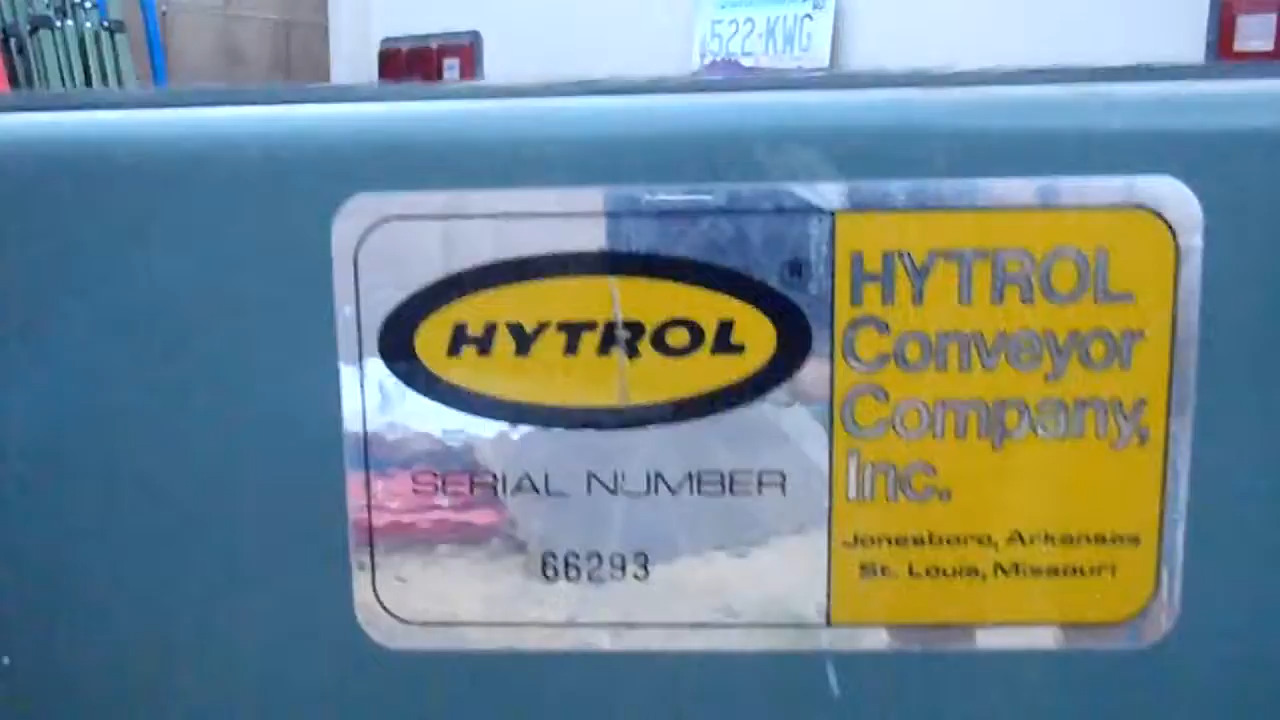 522-KWG
HYTROL
®
SERIAL NUMBER
66293
HYTROL
Conveyor
Company,
Inc.
Jonesboro, Arkansas
St. Louis, Missouri